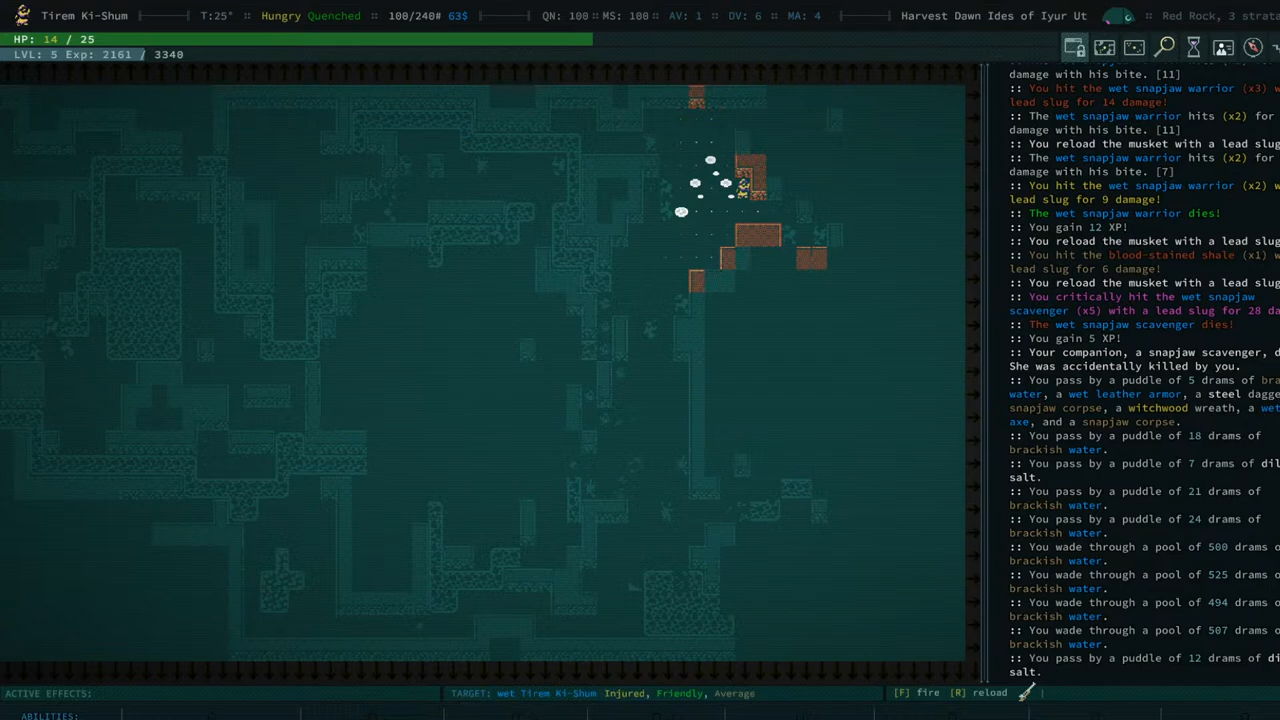 Tirem Ki-Shum T:25° :: Hungry Quenched :: 100/240# 63$ QN: 100 :: MS: 100 :: AV: 1 :: DV: 6 :: MA: 4 Harvest Dawn Ides of Iyur Ut :: Red Rock, 3 strata
HP: 14 / 25
LVL: 5 Exp: 2161 / 3340
damage with his bite. [11]
:: You hit the wet snapjaw warrior (x3) w
lead slug for 14 damage!
:: The wet snapjaw warrior hits (x2) for
damage with his bite. [11]
:: You reload the musket with a lead slug
:: The wet snapjaw warrior hits (x2) for
damage with his bite. [7]
:: You hit the wet snapjaw warrior (x2) w
lead slug for 9 damage!
:: The wet snapjaw warrior dies!
:: You gain 12 XP!
:: You reload the musket with a lead slug
:: You hit the blood-stained shale (x1) w
lead slug for 6 damage!
:: You reload the musket with a lead slug
:: You critically hit the wet snapjaw
scavenger (x5) with a lead slug for 28 da
:: The wet snapjaw scavenger dies!
:: You gain 5 XP!
:: Your companion, a snapjaw scavenger, d
She was accidentally killed by you.
:: You pass by a puddle of 5 drams of bra
water, a wet leather armor, a steel dagge
snapjaw corpse, a witchwood wreath, a wet
axe, and a snapjaw corpse.
:: You pass by a puddle of 18 drams of
brackish water.
:: You pass by a puddle of 7 drams of dil
salt.
:: You pass by a puddle of 21 drams of
brackish water.
:: You pass by a puddle of 24 drams of
brackish water.
:: You wade through a pool of 500 drams of
brackish water.
:: You wade through a pool of 525 drams o
brackish water.
:: You wade through a pool of 494 drams o
brackish water.
:: You wade through a pool of 507 drams o
brackish water.
:: You pass by a puddle of 12 drams of di
salt.
ACTIVE EFFECTS: TARGET: wet Tirem Ki-Shum Injured, Friendly, Average [F] fire [R] reload
ABILITIES: